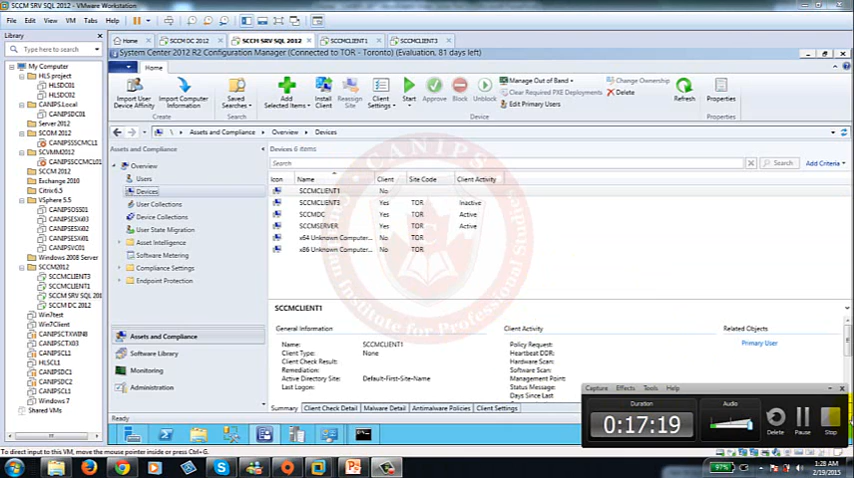 SCCM SRV SQL 2012 - VMware Workstation
File Edit View VM Tabs Help
Library
Type here to search
Home SCCM DC 2012 SCCM SRV SQL 2012 SCCMCLIENT1 SCCMCLIENT3
System Center 2012 R2 Configuration Manager (Connected to TOR - Toronto) (Evaluation, 81 days left)
Home
Import User Device Affinity
Import Computer Information
Saved Searches
Add Selected Items
Install Client
Reassign Site
Client Settings
Start
Approve
Block
Unblock
Manage Out of Band
Clear Required PXE Deployments
Edit Primary Users
Change Ownership
Delete
Refresh
Properties
Import
Search
Device
Properties
\ Assets and Compliance Overview Devices
My Computer
HLS project
HLSDC01
HLSDC02
CANIPS.Local
CANIPSDC01
Server 2012
SCOM 2012
CANIPSSSCMCL1
SCVMM2012
CANIPSSCCMCL01
SCCM 2012
Exchange 2010
Citrix 6.5
VSphere 5.5
CANIPSOSS01
CANIPSESX03
CANIPSESX02
CANIPSESX01
CANIPSVC01
Windows 2008 Server
SCCM2012
SCCMCLIENT3
SCCMCLIENT1
SCCM SRV SQL 201
SCCM DC 2012
Win7test
Win7Client
CANIPSCTXWIN8
CANIPSCTX03
CANIPSCL1
HLSCL1
CANIPSDC1
CANIPSDC2
CANIPSCL1
Windows 7
Shared VMs
Assets and Compliance
Overview
Users
Devices
User Collections
Device Collections
User State Migration
Asset Intelligence
Software Metering
Compliance Settings
Endpoint Protection
Assets and Compliance
Software Library
Monitoring
Administration
Ready
Devices 6 items
Search
Search
Add Criteria
Icon Name Client Site Code Client Activity
SCCMCLIENT1 No
SCCMCLIENT3 Yes TOR Inactive
SCCMDC Yes TOR Active
SCCMSERVER Yes TOR Active
x64 Unknown Computer... No TOR
x86 Unknown Computer... No TOR
SCCMCLIENT1
General Information
Name: SCCMCLIENT1
Client Type: None
Client Check Result:
Remediation:
Active Directory Site: Default-First-Site-Name
Last Logon:
Client Activity
Policy Request:
Heartbeat DDR:
Hardware Scan:
Software Scan:
Management Point:
Status Message:
Days Since Last
Related Objects
Primary User
Summary Client Check Detail Malware Detail Antimalware Policies Client Settings
Capture Effects Tools Help
Duration
0:17:19
Audio
Delete
Pause
Stop
To direct input to this VM, move the mouse pointer inside or press Ctrl+G.
97%
1:28 AM
2/19/2015